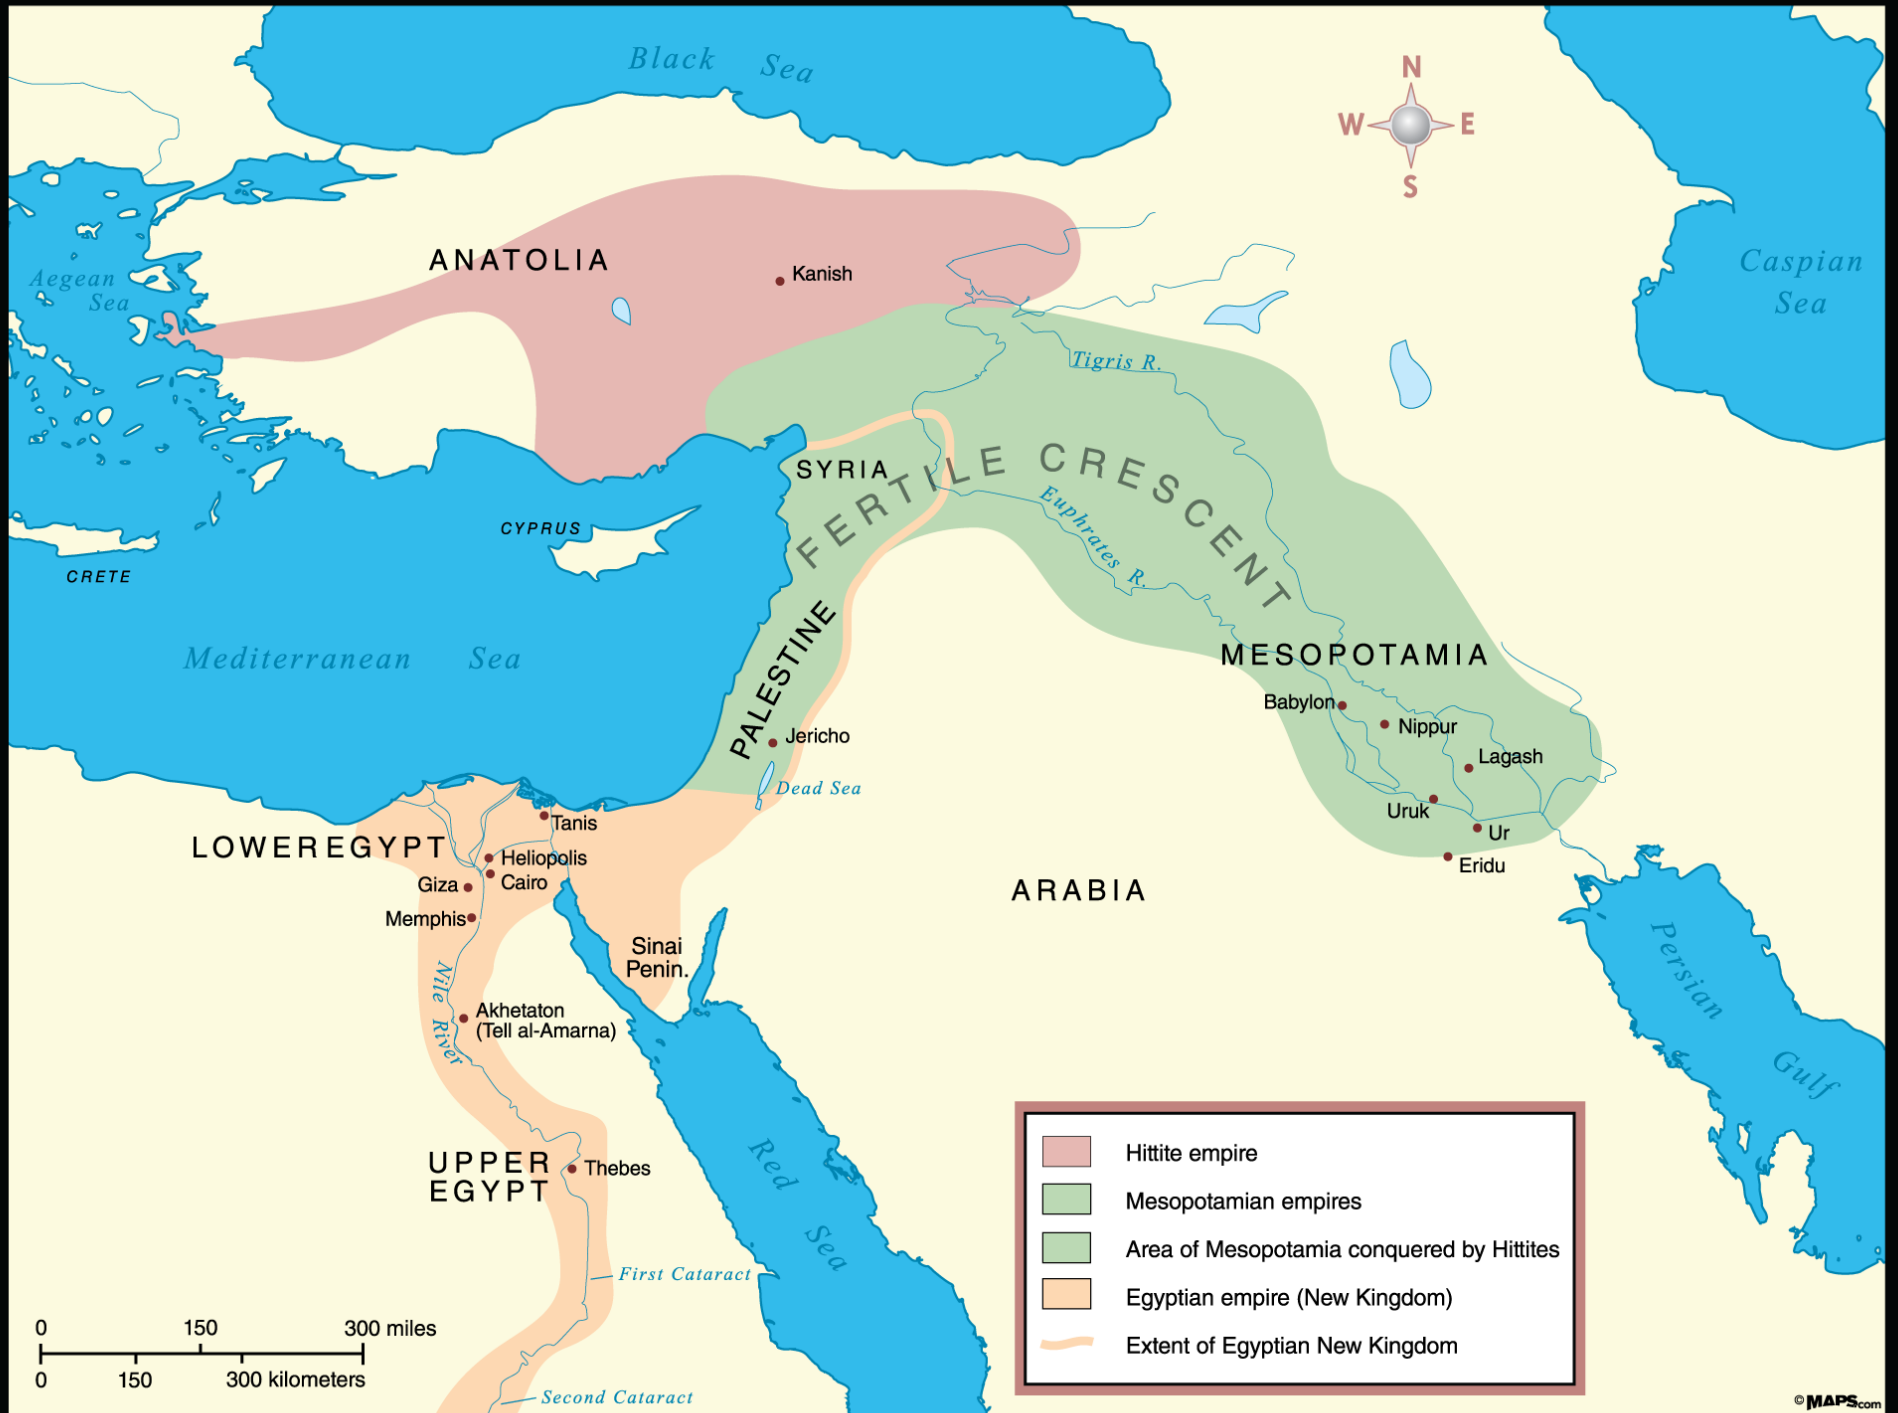 Black Sea
N
W E
S
ANATOLIA
Kanish
Aegean
Sea
Caspian
Sea
Tigris R.
SYRIA
FERTILE CRESCENT
Euphrates R.
CYPRUS
CRETE
PALESTINE
Mediterranean Sea
MESOPOTAMIA
Babylon
Nippur
Jericho
Lagash
Dead Sea
Uruk
Tanis
Ur
LOWER EGYPT
Heliopolis
Eridu
Giza
Cairo
ARABIA
Memphis
Sinai
Penin.
Persian
Gulf
Nile River
Akhetaton
(Tell al-Amarna)
UPPER
EGYPT
Thebes
Red
Sea
First Cataract
Second Cataract
Hittite empire
Mesopotamian empires
Area of Mesopotamia conquered by Hittites
Egyptian empire (New Kingdom)
Extent of Egyptian New Kingdom
0 150 300 miles
0 150 300 kilometers
© MAPS.com